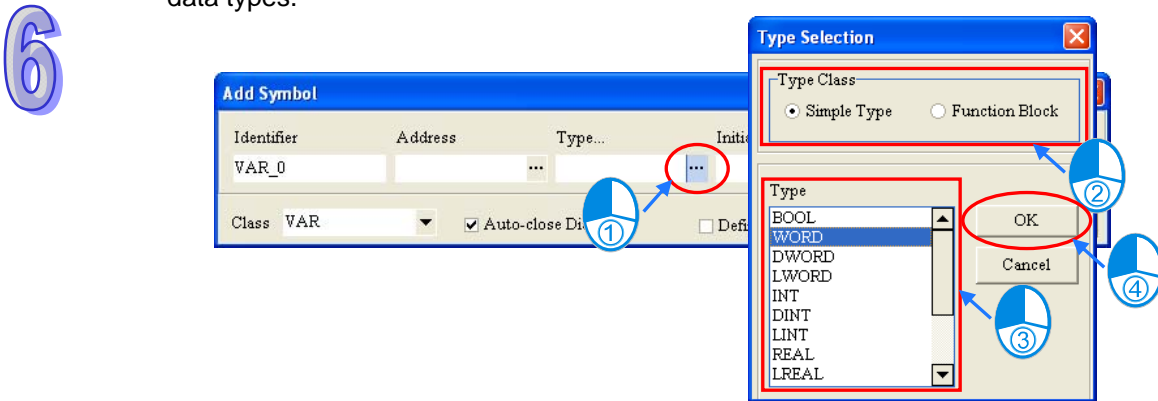 data types.
6
Type Selection
Type Class
Simple Type Function Block
Add Symbol
Identifier Address Type...
VAR_0 ... ...
Class VAR Auto-close
①
②
Type
BOOL
WORD
DWORD
LWORD
INT
DINT
LINT
REAL
LREAL
OK
Cancel
③
④